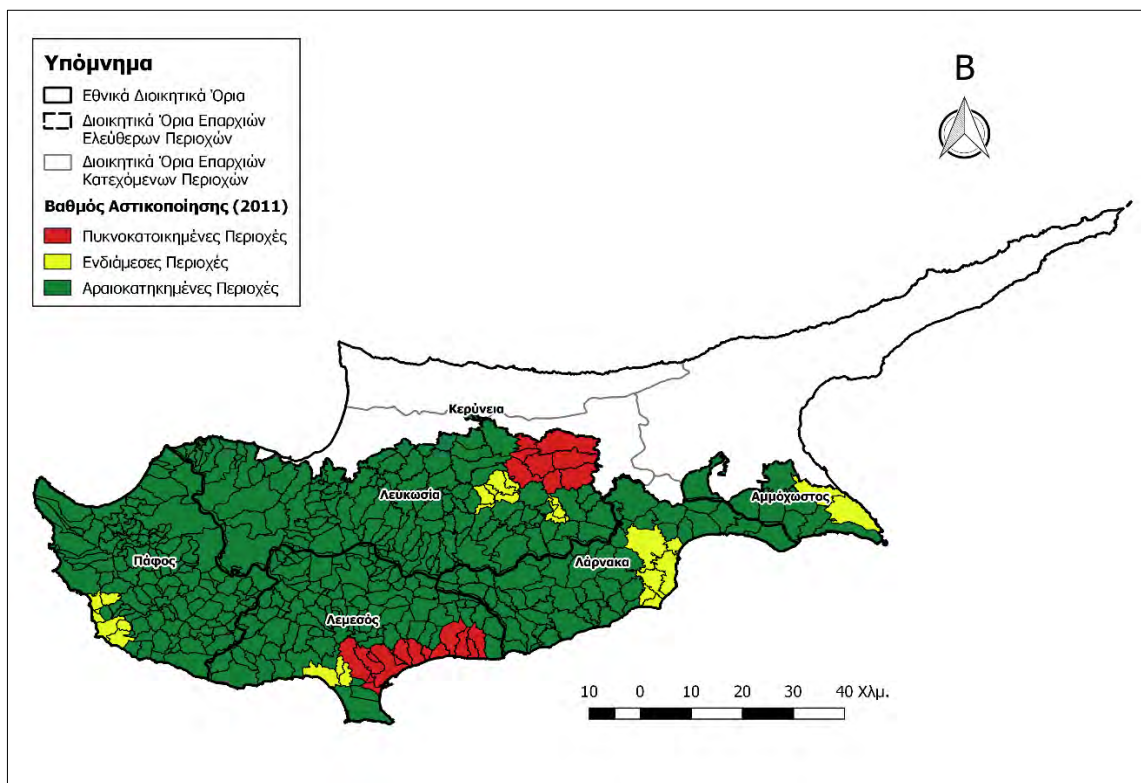 Υπόμνημα
Εθνικά Διοικητικά Όρια
Διοικητικά Όρια Επαρχιών
Ελεύθερων Περιοχών
Διοικητικά Όρια Επαρχιών
Κατεχόμενων Περιοχών
Βαθμός Αστικοποίησης (2011)
Πυκνοκατοικημένες Περιοχές
Ενδιάμεσες Περιοχές
Αραιοκατηκημένες Περιοχές
Β
Κερύνεια
Λευκωσία
Αμμόχωστος
Πάφος
Λάρνακα
Λεμεσός
10 0 10 20 30 40 Χλμ.